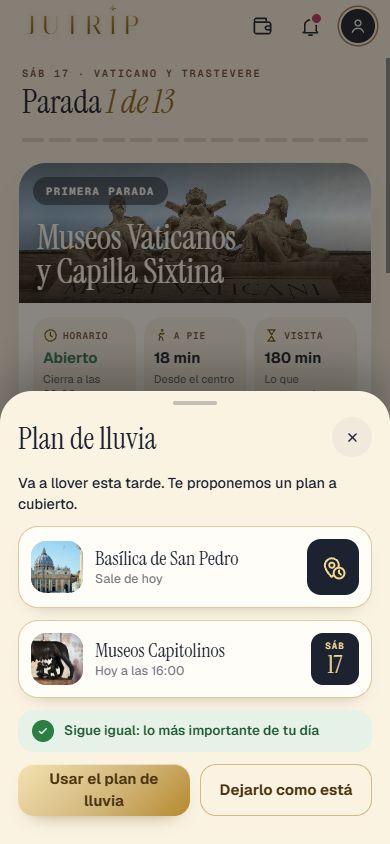 JUTRIP
SÁB 17 · VATICANO Y TRASTEVERE
Parada 1 de 13
PRIMERA PARADA
Museos Vaticanos
y Capilla Sixtina
HORARIO
Abierto
Cierra a las
A PIE
18 min
Desde el centro
VISITA
180 min
Lo que
Plan de lluvia
Va a llover esta tarde. Te proponemos un plan a
cubierto.
Basílica de San Pedro
Sale de hoy
Museos Capitolinos
Hoy a las 16:00
SÁB
17
Sigue igual: lo más importante de tu día
Usar el plan de
lluvia
Dejarlo como está